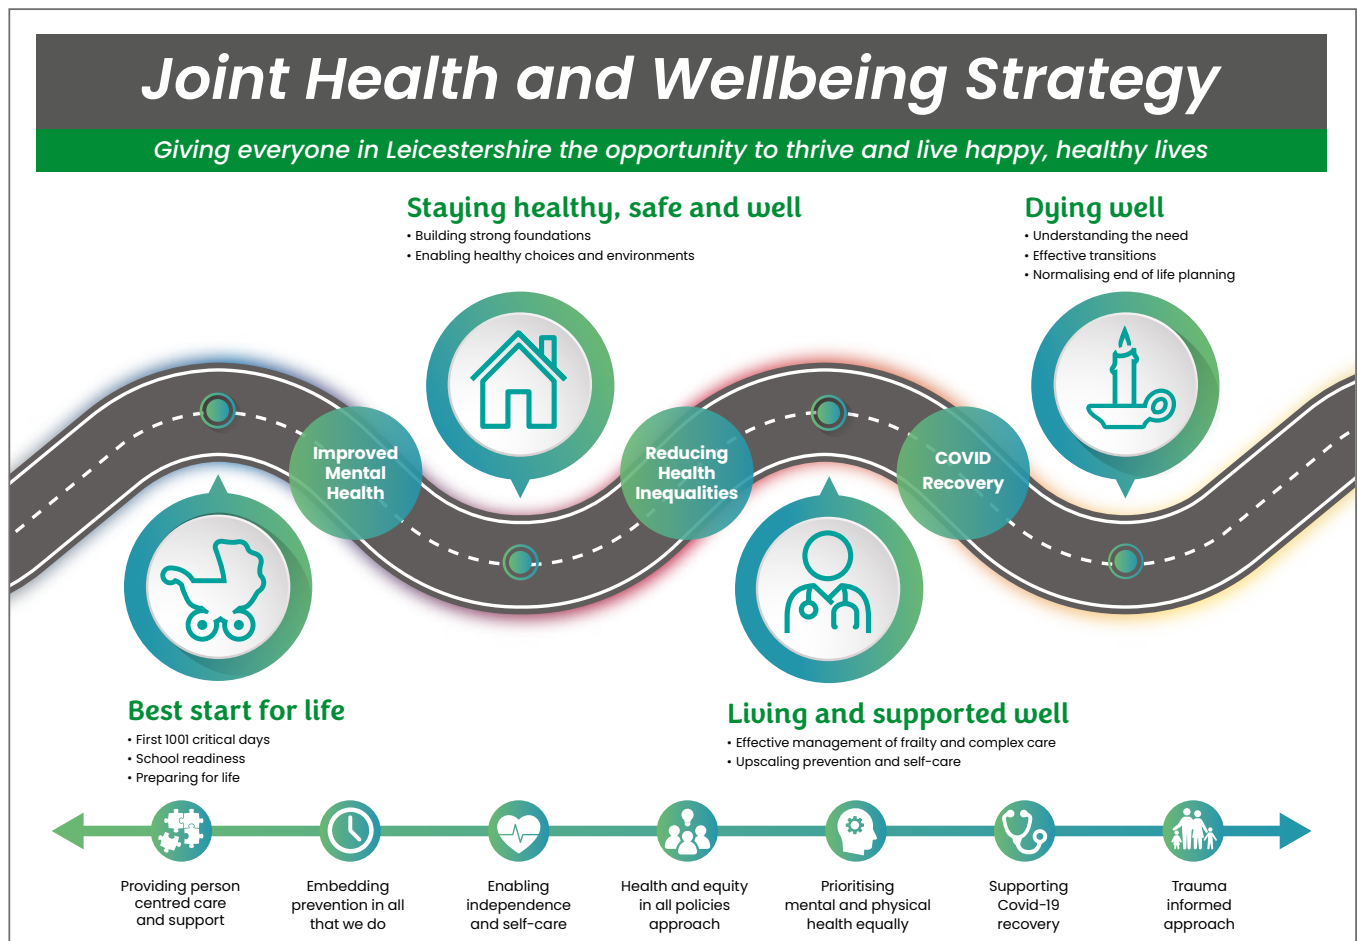 Joint Health and Wellbeing Strategy
Giving everyone in Leicestershire the opportunity to thrive and live happy, healthy lives
Staying healthy, safe and well
• Building strong foundations
• Enabling healthy choices and environments
Dying well
• Understanding the need
• Effective transitions
• Normalising end of life planning
Improved
Mental
Health
Reducing
Health
Inequalities
COVID
Recovery
Best start for life
• First 1001 critical days
• School readiness
• Preparing for life
Living and supported well
• Effective management of frailty and complex care
• Upscaling prevention and self-care
Providing person
centred care
and support
Embedding
prevention in all
that we do
Enabling
independence
and self-care
Health and equity
in all policies
approach
Prioritising
mental and physical
health equally
Supporting
Covid-19
recovery
Trauma
informed
approach